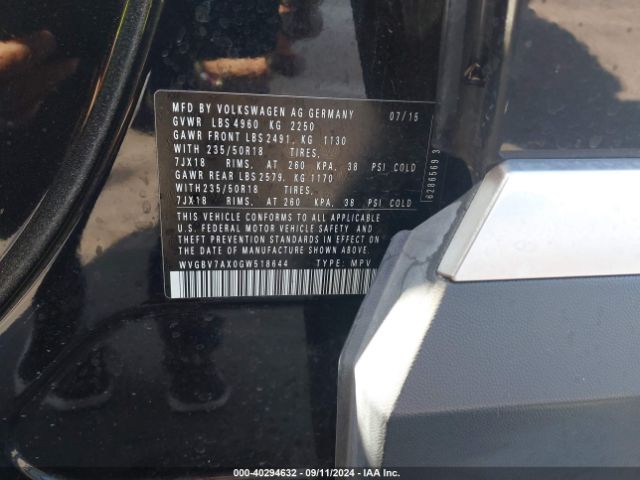 MFD BY VOLKSWAGEN AG GERMANY 07/15
GVWR LBS 4960 KG 2250
GAWR FRONT LBS 2491, KG 1130
WITH 235/50R18 TIRES,
7JX18 RIMS, AT 260 KPA, 38 PSI COLD
GAWR REAR LBS 2579, KG 1170
WITH235/50R18 TIRES,
7JX18 RIMS, AT 260 KPA, 38 PSI COLD
THIS VEHICLE CONFORMS TO ALL APPLICABLE
U.S. FEDERAL MOTOR VEHICLE SAFETY AND
THEFT PREVENTION STANDARDS IN EFFECT ON
THE DATE OF MANUFACTURE SHOWN ABOVE.
WVGBV7AX0GW518644 TYPE: MPV
6286569 3
000-40294632 - 09/11/2024 - IAA Inc.